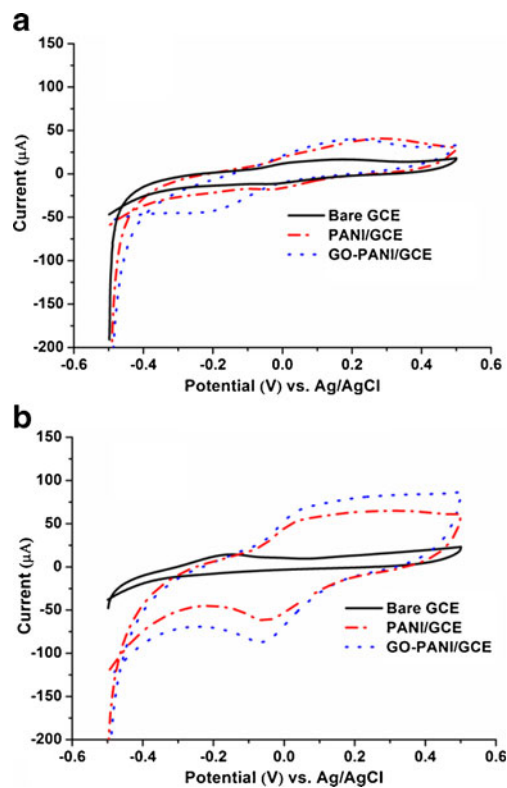 a
150
100
50
0
-50
-100
-150
-200
Current (µA)
Bare GCE
PANI/GCE
GO-PANI/GCE
-0.6 -0.4 -0.2 0.0 0.2 0.4 0.6
Potential (V) vs. Ag/AgCl
b
150
100
50
0
-50
-100
-150
-200
Current (µA)
Bare GCE
PANI/GCE
GO-PANI/GCE
-0.6 -0.4 -0.2 0.0 0.2 0.4 0.6
Potential (V) vs. Ag/AgCl